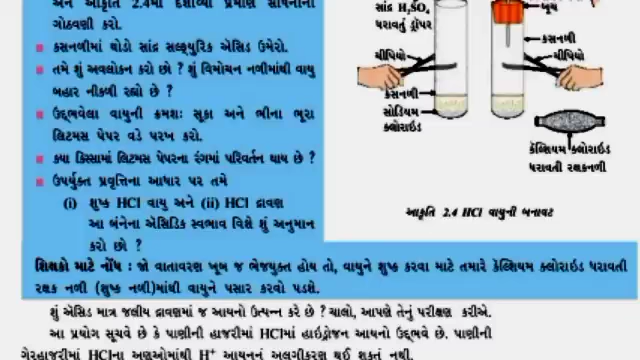 અને આકૃતિ 2.4માં દર્શાવ્યા પ્રમાણે સાધનોની
ગોઠવણી કરો.
કસનળીમાં થોડો સાંદ્ર સલ્ફ્યુરિક ઍસિડ ઉમેરો.
તમે શું અવલોકન કરો છો ? શું વિમોચન નળીમાંથી વાયુ
બહાર નીકળી રહ્યો છે ?
ઉદ્ભવેલા વાયુની ક્રમશઃ સૂકા અને ભીના ભૂરા
લિટમસ પેપર વડે પરખ કરો.
ક્યા કિસ્સામાં લિટમસ પેપરના રંગમાં પરિવર્તન થાય છે ?
ઉપર્યુક્ત પ્રવૃત્તિના આધાર પર તમે
(i) શુષ્ક HCl વાયુ અને (ii) HCl દ્રાવણ
આ બંનેના ઍસિડિક સ્વભાવ વિશે શું અનુમાન
કરો છો ?
સાંદ્ર H₂SO₄
ધરાવતું ડ્રૉપર
બૂચ
કસનળી
ચીપિયો
ચીપિયો
કસનળી
સોડિયમ
ક્લોરાઇડ
કૅલ્શિયમ ક્લોરાઇડ
ધરાવતી રક્ષકનળી
આકૃતિ 2.4 HCl વાયુની બનાવટ
શિક્ષકો માટે નોંધ : જો વાતાવરણ ખૂબ જ ભેજયુક્ત હોય તો, વાયુને શુષ્ક કરવા માટે તમારે કૅલ્શિયમ ક્લોરાઇડ ધરાવતી
રક્ષક નળી (શુષ્ક નળી)માંથી વાયુને પસાર કરવો પડશે.
શું ઍસિડ માત્ર જલીય દ્રાવણમાં જ આયનો ઉત્પન્ન કરે છે ? ચાલો, આપણે તેનું પરીક્ષણ કરીએ.
આ પ્રયોગ સૂચવે છે કે પાણીની હાજરીમાં HClમાં હાઇડ્રોજન આયનો ઉદ્ભવે છે. પાણીની
ગેરહાજરીમાં HClના અણુઓમાંથી H⁺ આયનનું અલગીકરણ થઈ શકતું નથી.